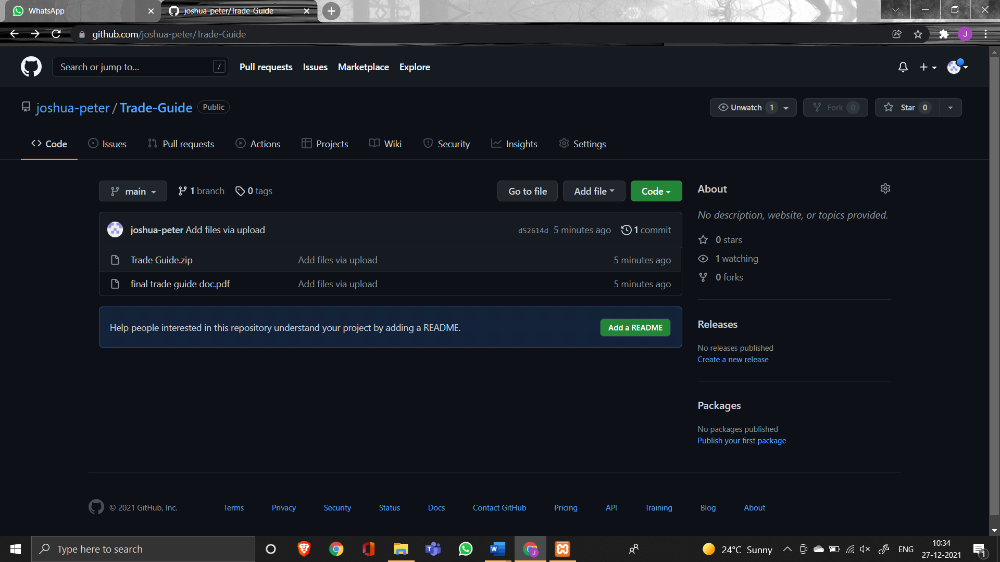 WhatsApp
joshua-peter/Trade-Guide
github.com/joshua-peter/Trade-Guide
J
Search or jump to... /
Pull requests Issues Marketplace Explore
joshua-peter / Trade-Guide Public
Unwatch 1 Fork 0 Star 0
Code Issues Pull requests Actions Projects Wiki Security Insights Settings
main 1 branch 0 tags
Go to file Add file Code
joshua-peter Add files via upload d52614d 5 minutes ago 1 commit
Trade Guide.zip Add files via upload 5 minutes ago
final trade guide doc.pdf Add files via upload 5 minutes ago
Help people interested in this repository understand your project by adding a README. Add a README
About
No description, website, or topics provided.
0 stars
1 watching
0 forks
Releases
No releases published
Create a new release
Packages
No packages published
Publish your first package
© 2021 GitHub, Inc. Terms Privacy Security Status Docs Contact GitHub Pricing API Training Blog About
Type here to search
24°C Sunny ENG
10:34
27-12-2021
1